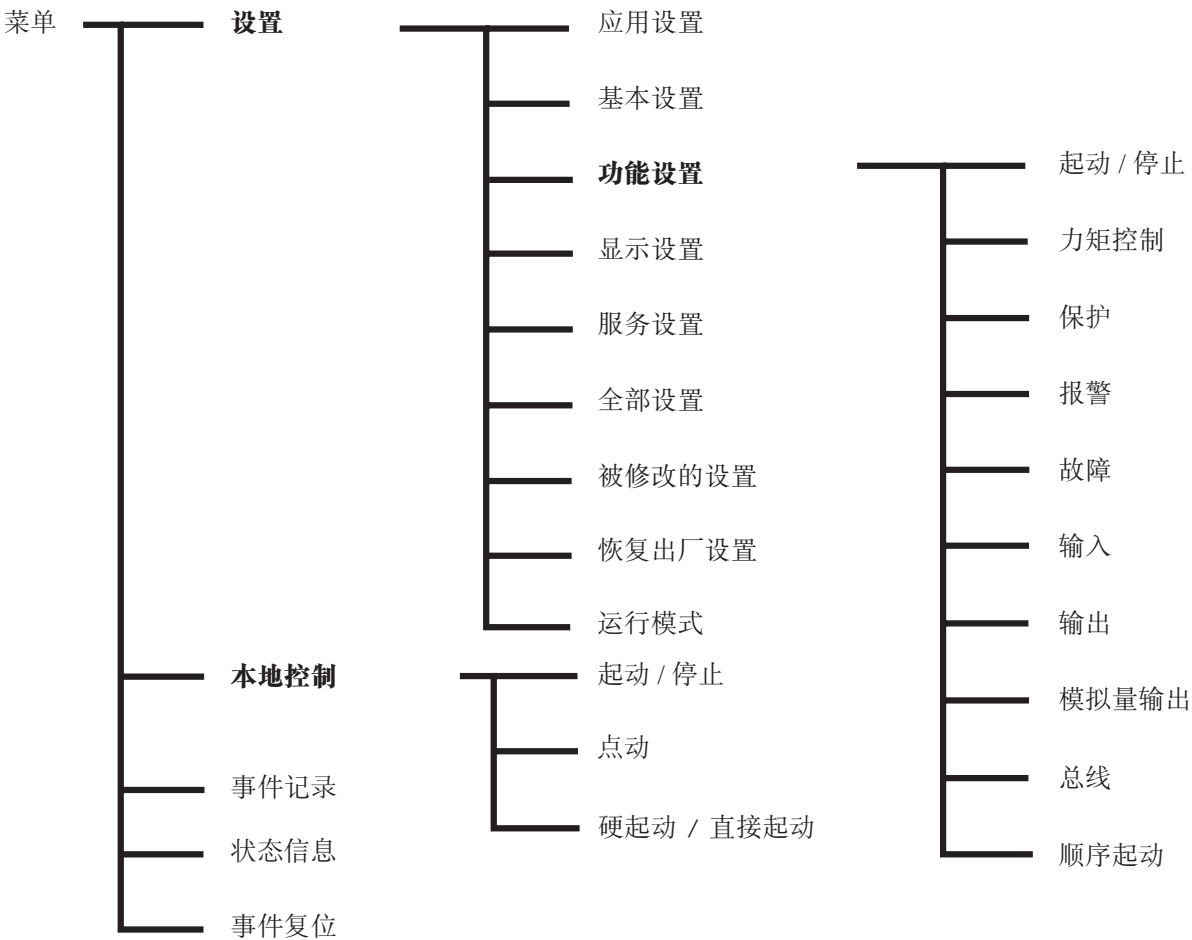 菜单
设置
应用设置
基本设置
功能设置
起动 / 停止
力矩控制
保护
报警
故障
输入
输出
模拟量输出
总线
顺序起动
显示设置
服务设置
全部设置
被修改的设置
恢复出厂设置
运行模式
本地控制
起动 / 停止
点动
硬起动 / 直接起动
事件记录
状态信息
事件复位